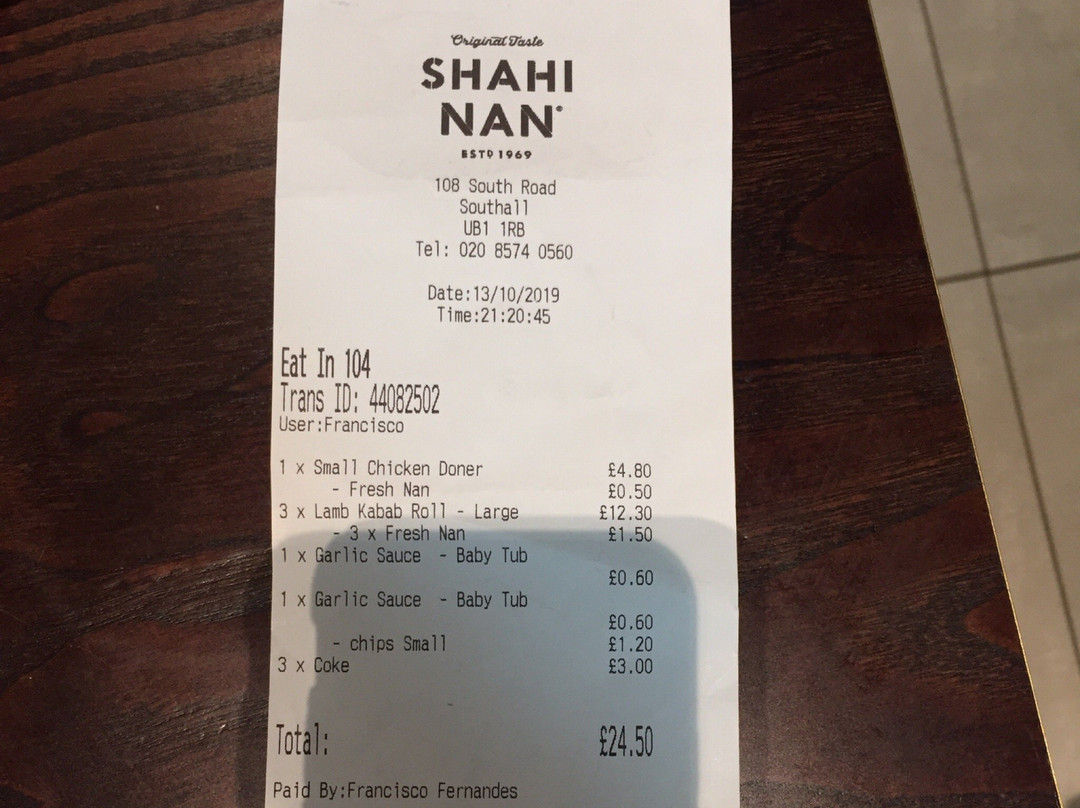 Original Taste
SHAHI
NAN
ESTD 1969
108 South Road
Southall
UB1 1RB
Tel: 020 8574 0560
Date:13/10/2019
Time:21:20:45
Eat In 104
Trans ID: 44082502
User:Francisco
1 x Small Chicken Doner £4.80
- Fresh Nan £0.50
3 x Lamb Kabab Roll - Large £12.30
- 3 x Fresh Nan £1.50
1 x Garlic Sauce - Baby Tub
£0.60
1 x Garlic Sauce - Baby Tub
£0.60
- chips Small £1.20
3 x Coke £3.00
Total: £24.50
Paid By:Francisco Fernandes